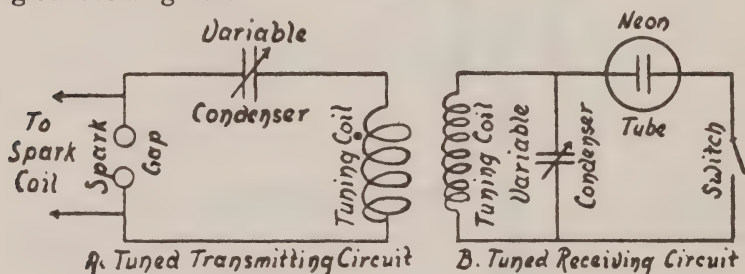 Variable
Condenser
To
Spark
Coil
Spark
Gap
Tuning Coil
A. Tuned Transmitting Circuit
Neon
Tube
Tuning Coil
Variable
Condenser
Switch
B. Tuned Receiving Circuit